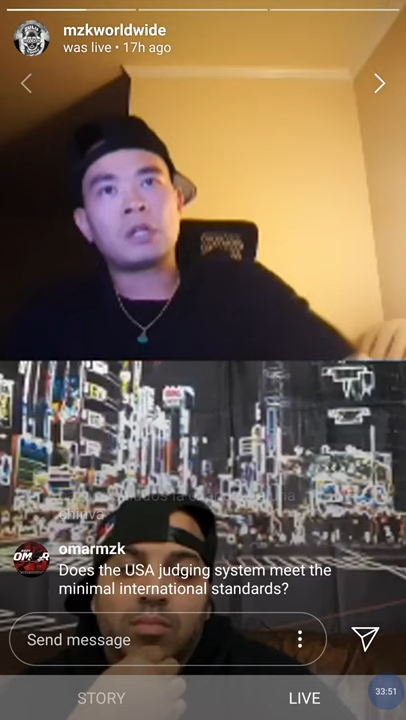 mzkworldwide
was live • 17h ago
chinva
omarmzk
Does the USA judging system meet the
minimal international standards?
Send message
STORY
LIVE
33:51